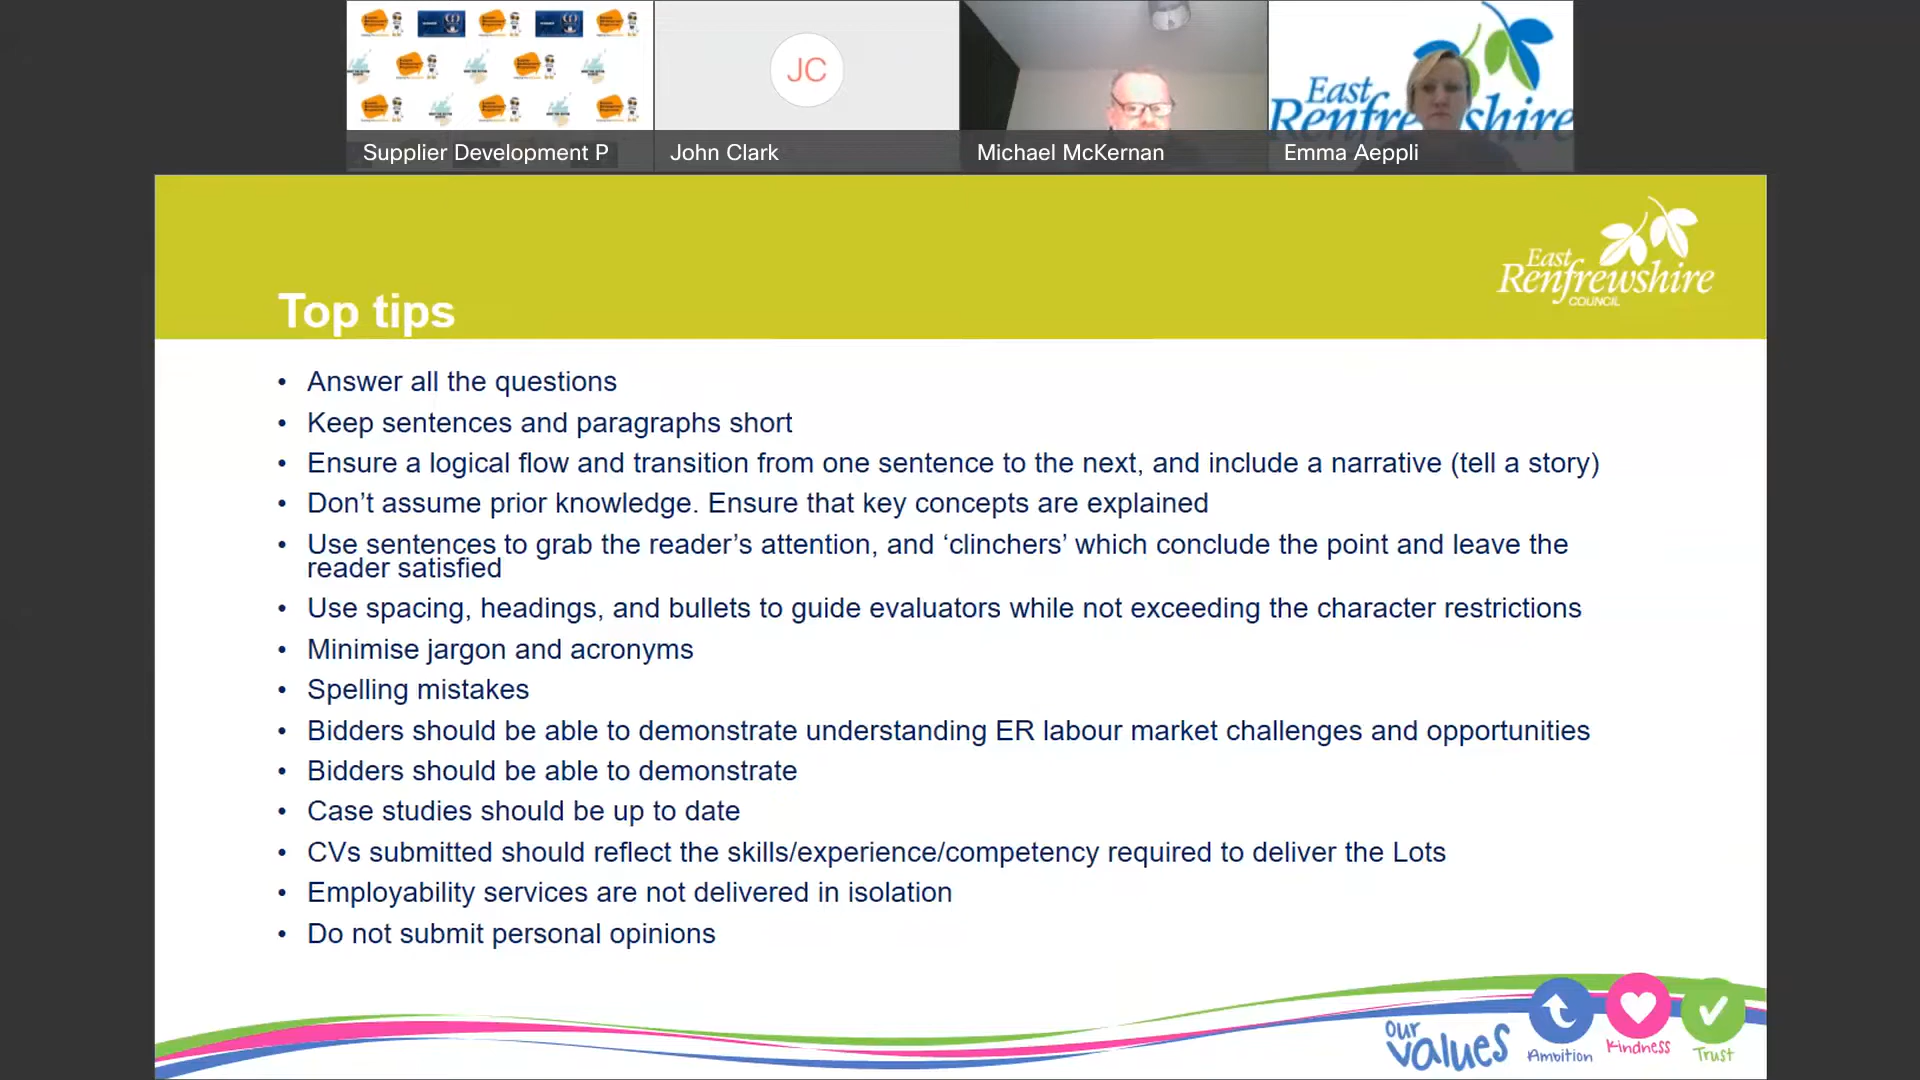 Supplier Development P
JC
John Clark
Michael McKernan
East
Renfrewshire
Emma Aeppli
East
Renfrewshire
COUNCIL
Top tips
• Answer all the questions
• Keep sentences and paragraphs short
• Ensure a logical flow and transition from one sentence to the next, and include a narrative (tell a story)
• Don’t assume prior knowledge. Ensure that key concepts are explained
• Use sentences to grab the reader’s attention, and ‘clinchers’ which conclude the point and leave the
reader satisfied
• Use spacing, headings, and bullets to guide evaluators while not exceeding the character restrictions
• Minimise jargon and acronyms
• Spelling mistakes
• Bidders should be able to demonstrate understanding ER labour market challenges and opportunities
• Bidders should be able to demonstrate
• Case studies should be up to date
• CVs submitted should reflect the skills/experience/competency required to deliver the Lots
• Employability services are not delivered in isolation
• Do not submit personal opinions
our
values
Ambition
Kindness
Trust